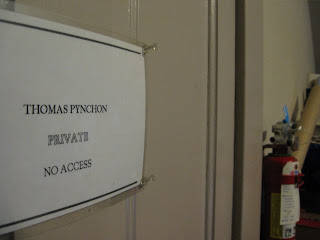 THOMAS PYNCHON
PRIVATE
NO ACCESS